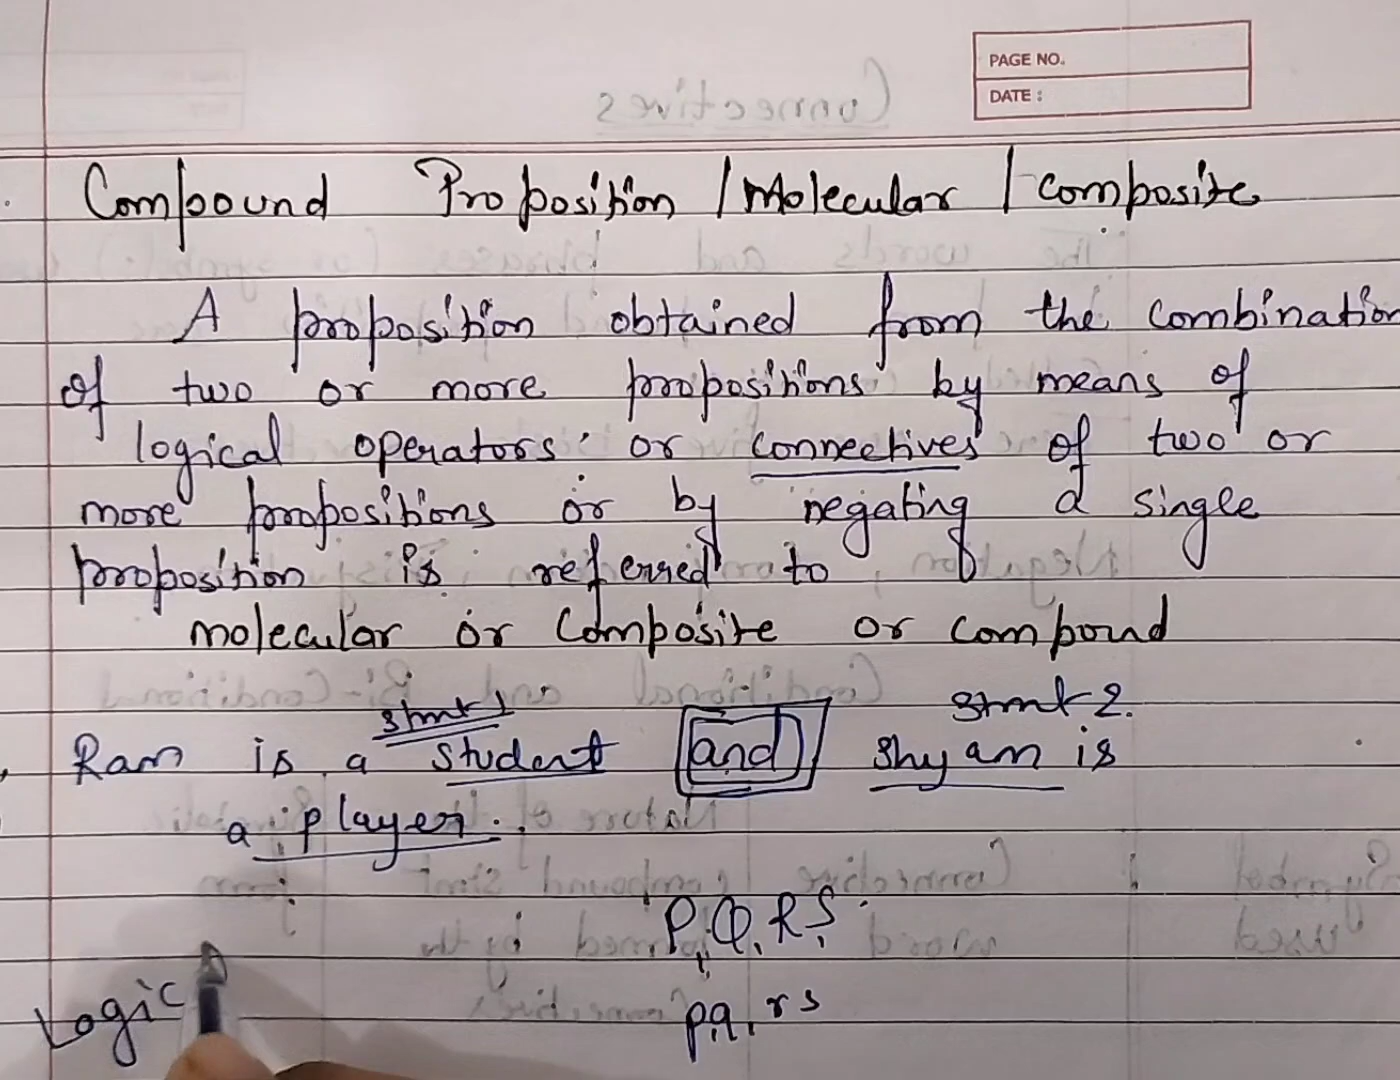 PAGE NO.
DATE :
Compound Proposition / Molecular / composite
A proposition obtained from the combination
of two or more propositions by means of
logical operators or connectives of two or
more propositions or by negating a single
proposition is referred to
molecular or Composite or compound
stmt 1 stmt 2.
Ram is a student and Shyam is
a player.
P, Q, R, S
p, q, r s
Logic